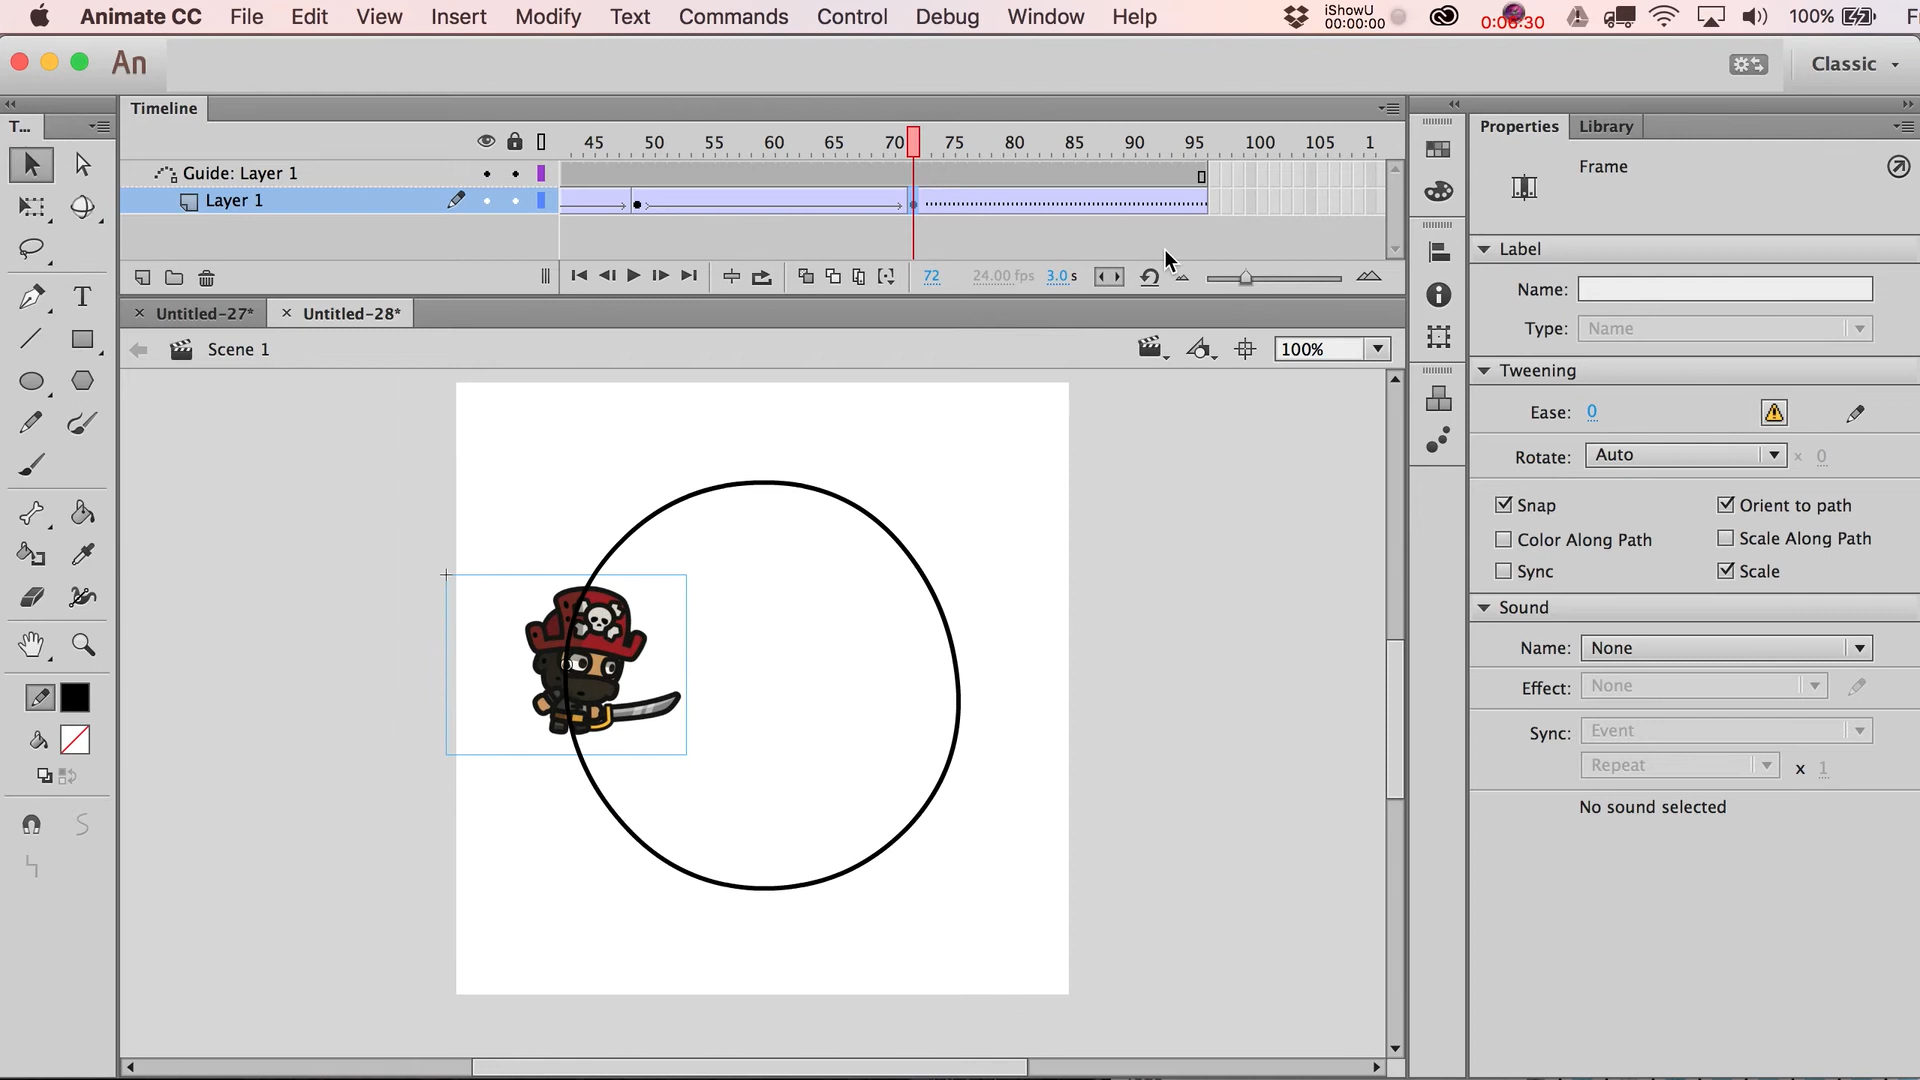 Animate CC File Edit View Insert Modify Text Commands Control Debug Window Help iShowU 00:00:00 0:06:30 100%
An Classic
Timeline
T... Properties Library
45 50 55 60 65 70 75 80 85 90 95 100 105 1
Guide: Layer 1 Frame
Layer 1
Label
72 24.00 fps 3.0 s
Name:
Untitled-27* Untitled-28*
Type: Name
Scene 1 100%
Tweening
Ease: 0
Rotate: Auto x 0
Snap Orient to path
Color Along Path Scale Along Path
Sync Scale
Sound
Name: None
Effect: None
Sync: Event
Repeat x 1
No sound selected